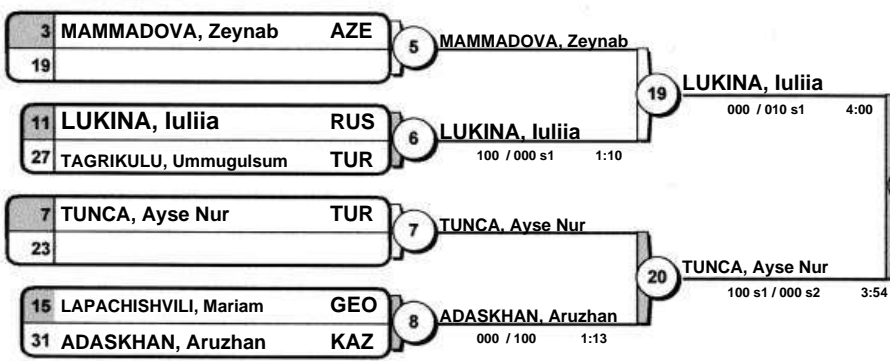 3 MAMMADOVA, Zeynab AZE
19
5 MAMMADOVA, Zeynab
11 LUKINA, Iuliia RUS
27 TAGRIKULU, Ummugulsum TUR
6 LUKINA, Iuliia
100 / 000 s1 1:10
19 LUKINA, Iuliia
000 / 010 s1 4:00
7 TUNCA, Ayse Nur TUR
23
7 TUNCA, Ayse Nur
15 LAPACHISHVILI, Mariam GEO
31 ADASKHAN, Aruzhan KAZ
8 ADASKHAN, Aruzhan
000 / 100 1:13
20 TUNCA, Ayse Nur
100 s1 / 000 s2 3:54